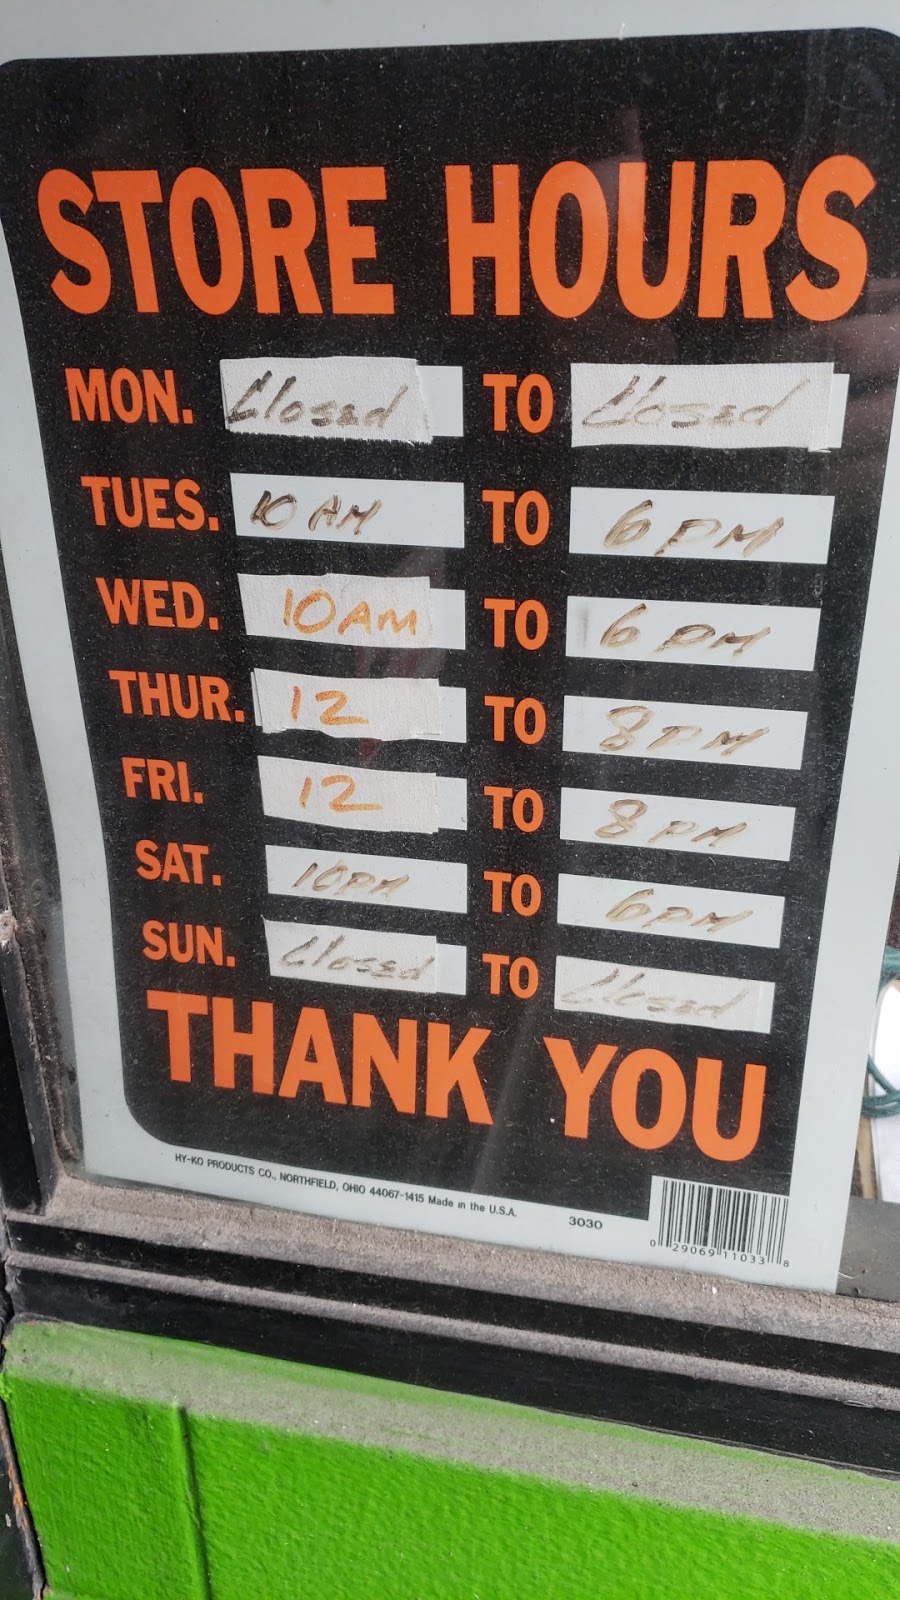 STORE HOURS
MON. Closed TO Closed
TUES. 10 AM TO 6 PM
WED. 10AM TO 6 PM
THUR. 12 TO 8 PM
FRI. 12 TO 8 PM
SAT. 10PM TO 6PM
SUN. Closed TO Closed
THANK YOU
HY-KO PRODUCTS CO., NORTHFIELD, OHIO 44067-1415 Made in the U.S.A. 3030
0 29069 11033 8